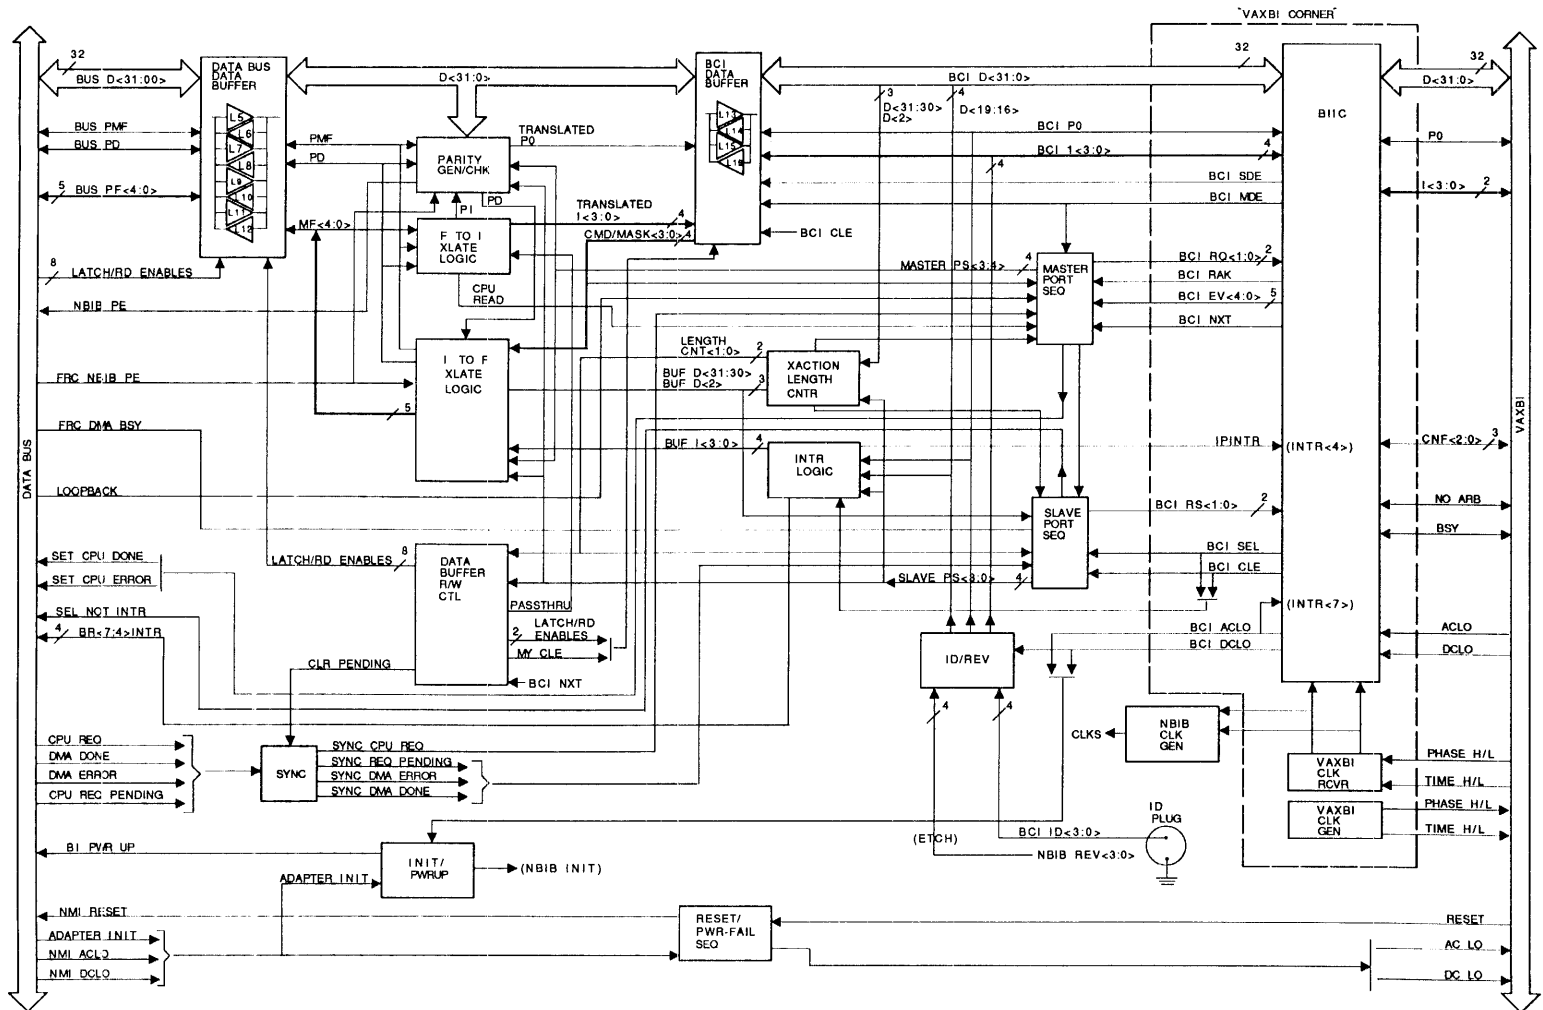 "VAXBI CORNER"
32
BUS D<31:00>
DATA BUS
DATA
BUFFER
D<31:0>
BCI
DATA
BUFFER
BCI D<31:0>
32
32
D<31:0>
3
D<31:30>
D<2>
4
D<19:16>
BIIC
L5
L6
L7
L8
L9
L10
L11
L12
L13
L14
L15
L16
BUS PMF
BUS PD
5
BUS PF<4:0>
PMF
PD
MF<4:0>
PARITY
GEN/CHK
TRANSLATED
P0
PI
PD
F TO I
XLATE
LOGIC
TRANSLATED
I<3:0>
4
CMD/MASK<3:0>
4
CPU
READ
BCI P0
BCI 1<3:0>
4
4
BCI SDE
BCI MDE
BCI CLE
P0
I<3:0>
2
8
LATCH/RD ENABLES
NBIB PE
MASTER PS<3:4>
4
MASTER
PORT
SEQ
BCI RQ<1:0>
2
BCI RAK
BCI EV<4:0>
5
BCI NXT
FRC NBIB PE
I TO F
XLATE
LOGIC
5
LENGTH
CNT<1:0>
2
BUF D<31:30>
BUF D<2>
3
XACTION
LENGTH
CNTR
FRC DMA BSY
DATA BUS
VAXBI
BUF I<3:0>
4
INTR
LOGIC
IPINTR
(INTR<4>)
CNF<2:0>
3
LOOPBACK
SLAVE
PORT
SEQ
BCI RS<1:0>
2
NO ARB
BSY
SET CPU DONE
SET CPU ERROR
LATCH/RD ENABLES
8
DATA
BUFFER
R/W
CTL
BCI SEL
BCI CLE
SLAVE PS<3:0>
4
PASSTHRU
LATCH/RD
ENABLES
2
MY CLE
BCI NXT
SEL NOT INTR
4
BR<7:4>INTR
CLR PENDING
(INTR<7>)
BCI ACLO
BCI DCLO
ACLO
DCLO
ID/REV
4
4
CPU REQ
DMA DONE
DMA ERROR
CPU REQ PENDING
SYNC
SYNC CPU REQ
SYNC REQ PENDING
SYNC DMA ERROR
SYNC DMA DONE
CLKS
NBIB
CLK
GEN
VAXBI
CLK
RCVR
PHASE H/L
TIME H/L
VAXBI
CLK
GEN
PHASE H/L
TIME H/L
ID
PLUG
(ETCH)
BCI ID<3:0>
NBIB REV<3:0>
BI PWR UP
INIT/
PWRUP
(NBIB INIT)
ADAPTER INIT
NMI RESET
RESET/
PWR-FAIL
SEQ
RESET
ADAPTER INIT
NMI ACLO
NMI DCLO
AC LO
DC LO